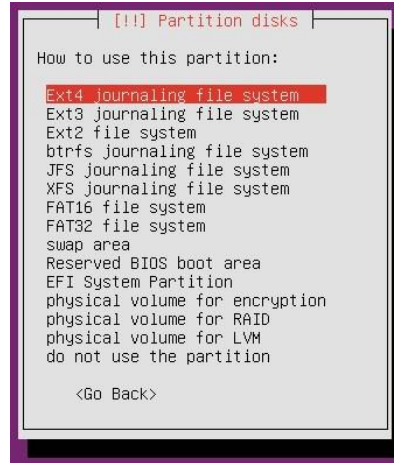 [!!] Partition disks
How to use this partition:
Ext4 journaling file system
Ext3 journaling file system
Ext2 file system
btrfs journaling file system
JFS journaling file system
XFS journaling file system
FAT16 file system
FAT32 file system
swap area
Reserved BIOS boot area
EFI System Partition
physical volume for encryption
physical volume for RAID
physical volume for LVM
do not use the partition
<Go Back>